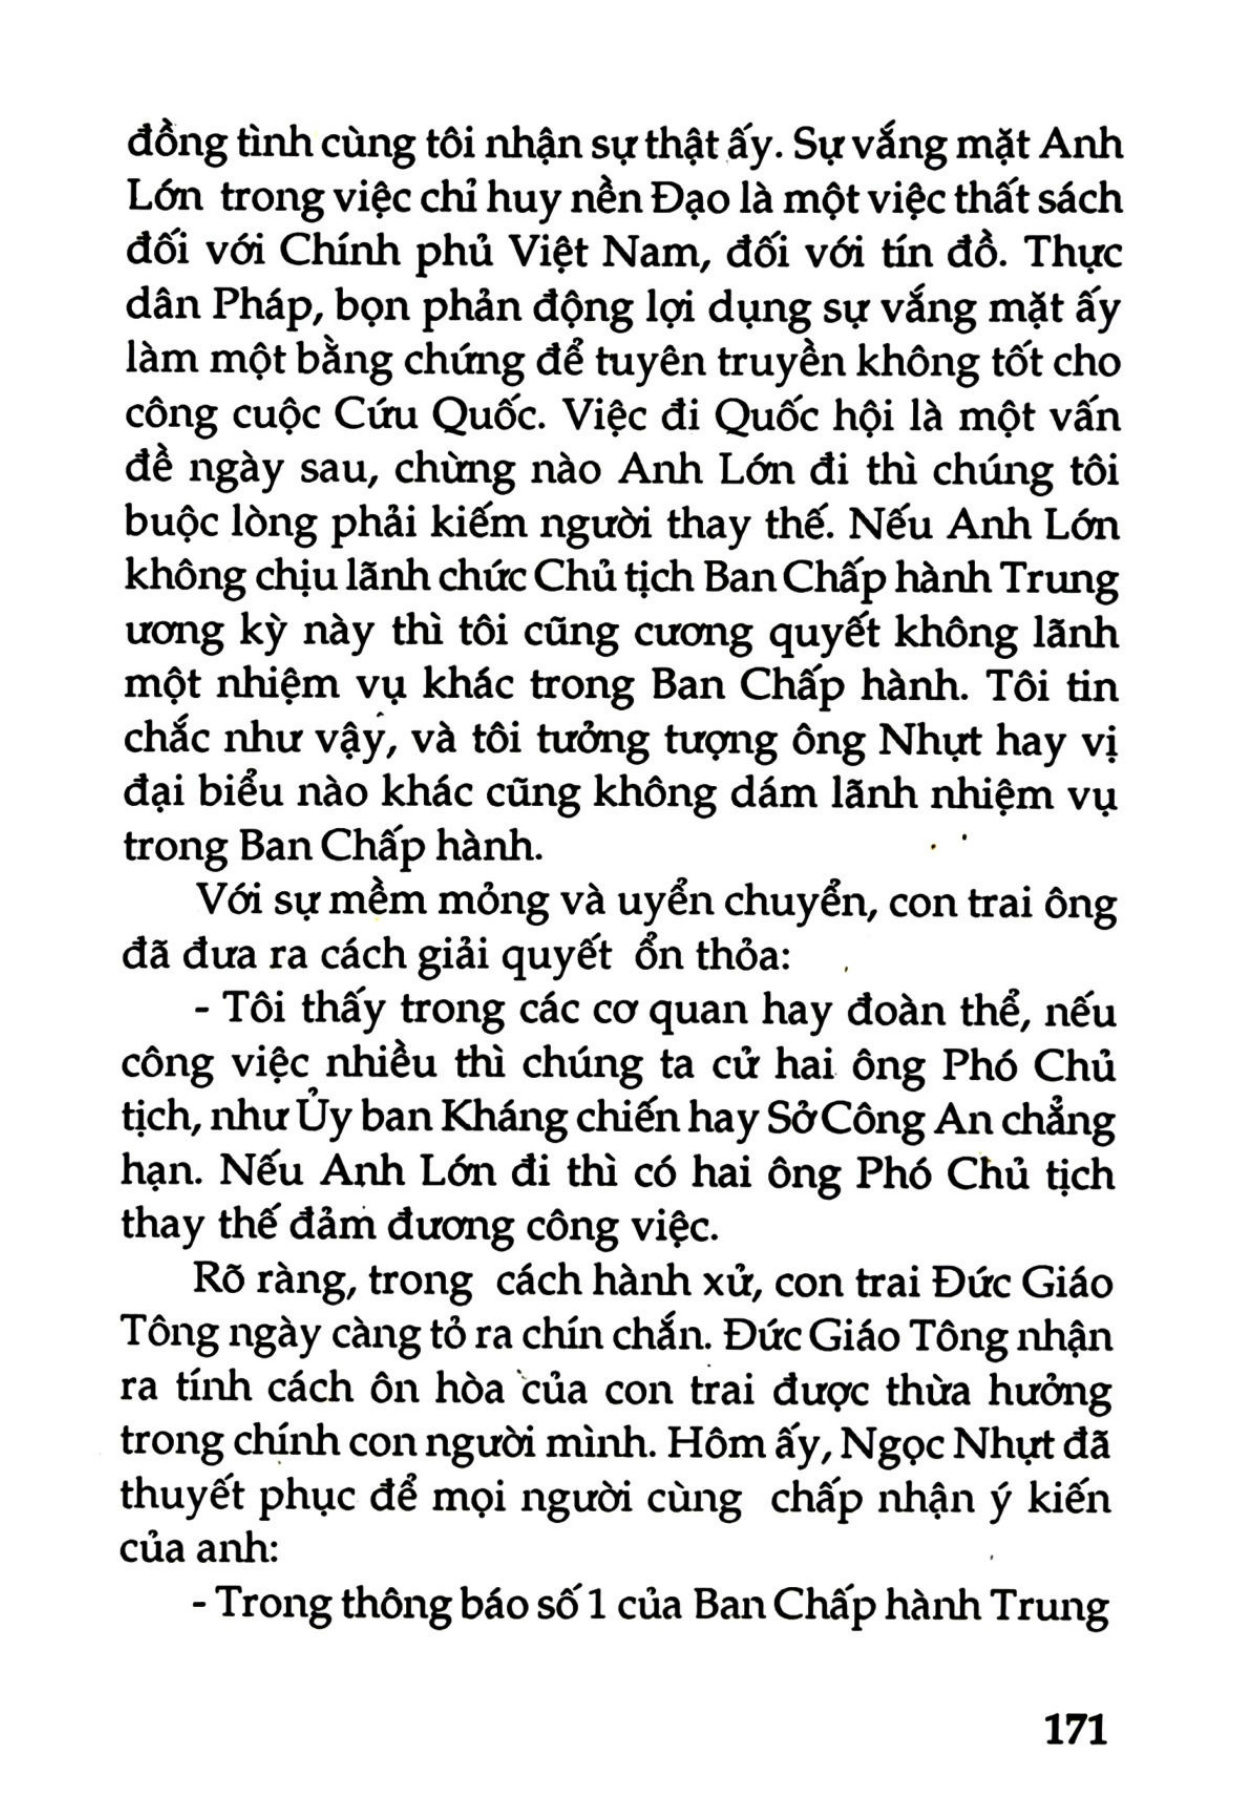 đồng tình cùng tôi nhận sự thật ấy. Sự vắng mặt Anh
Lớn trong việc chỉ huy nền Đạo là một việc thất sách
đối với Chính phủ Việt Nam, đối với tín đồ. Thực
dân Pháp, bọn phản động lợi dụng sự vắng mặt ấy
làm một bằng chứng để tuyên truyền không tốt cho
công cuộc Cứu Quốc. Việc đi Quốc hội là một vấn
đề ngày sau, chừng nào Anh Lớn đi thì chúng tôi
buộc lòng phải kiếm người thay thế. Nếu Anh Lớn
không chịu lãnh chức Chủ tịch Ban Chấp hành Trung
ương kỳ này thì tôi cũng cương quyết không lãnh
một nhiệm vụ khác trong Ban Chấp hành. Tôi tin
chắc như vậy, và tôi tưởng tượng ông Nhựt hay vị
đại biểu nào khác cũng không dám lãnh nhiệm vụ
trong Ban Chấp hành.
Với sự mềm mỏng và uyển chuyển, con trai ông
đã đưa ra cách giải quyết ổn thỏa:
- Tôi thấy trong các cơ quan hay đoàn thể, nếu
công việc nhiều thì chúng ta cử hai ông Phó Chủ
tịch, như Ủy ban Kháng chiến hay Sở Công An chẳng
hạn. Nếu Anh Lớn đi thì có hai ông Phó Chủ tịch
thay thế đảm đương công việc.
Rõ ràng, trong cách hành xử, con trai Đức Giáo
Tông ngày càng tỏ ra chín chắn. Đức Giáo Tông nhận
ra tính cách ôn hòa của con trai được thừa hưởng
trong chính con người mình. Hôm ấy, Ngọc Nhựt đã
thuyết phục để mọi người cùng chấp nhận ý kiến
của anh:
- Trong thông báo số 1 của Ban Chấp hành Trung
171